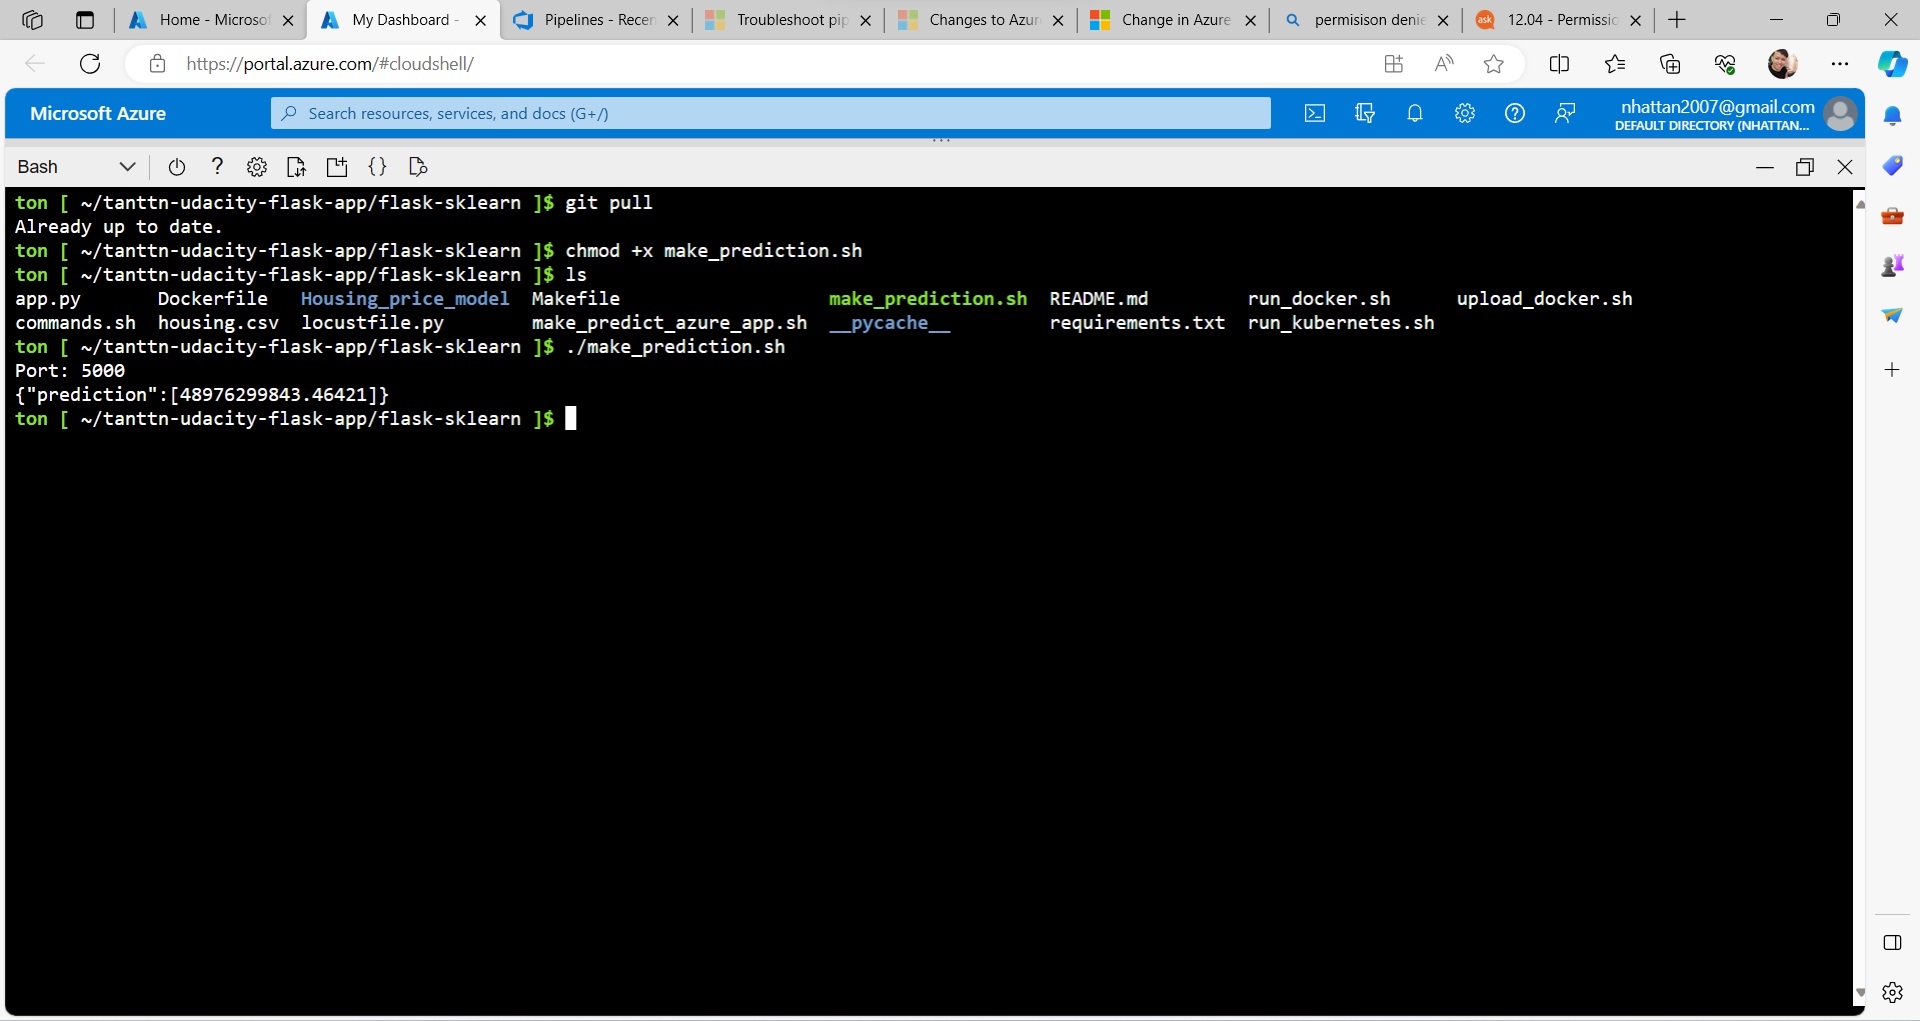 Home - Microsof
My Dashboard -
Pipelines - Recen
Troubleshoot pip
Changes to Azur
Change in Azure
permisison denie
ask
12.04 - Permissio
https://portal.azure.com/#cloudshell/
Microsoft Azure
Search resources, services, and docs (G+/)
nhattan2007@gmail.com
DEFAULT DIRECTORY (NHATTAN...
Bash
ton [ ~/tanttn-udacity-flask-app/flask-sklearn ]$ git pull
Already up to date.
ton [ ~/tanttn-udacity-flask-app/flask-sklearn ]$ chmod +x make_prediction.sh
ton [ ~/tanttn-udacity-flask-app/flask-sklearn ]$ ls
app.py Dockerfile Housing_price_model Makefile make_prediction.sh README.md run_docker.sh upload_docker.sh
commands.sh housing.csv locustfile.py make_predict_azure_app.sh __pycache__ requirements.txt run_kubernetes.sh
ton [ ~/tanttn-udacity-flask-app/flask-sklearn ]$ ./make_prediction.sh
Port: 5000
{"prediction":[48976299843.46421]}
ton [ ~/tanttn-udacity-flask-app/flask-sklearn ]$